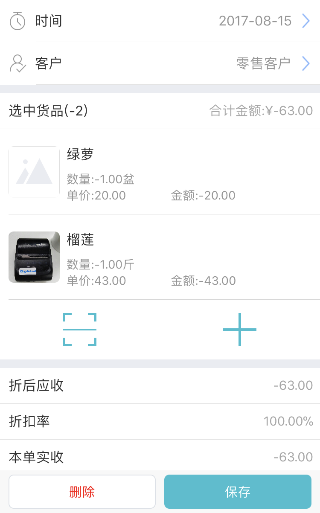 时间 2017-08-15
客户 零售客户
选中货品(-2) 合计金额:¥-63.00
绿萝
数量:-1.00盆
单价:20.00 金额:-20.00
榴莲
数量:-1.00斤
单价:43.00 金额:-43.00
折后应收 -63.00
折扣率 100.00%
本单实收 -63.00
删除 保存